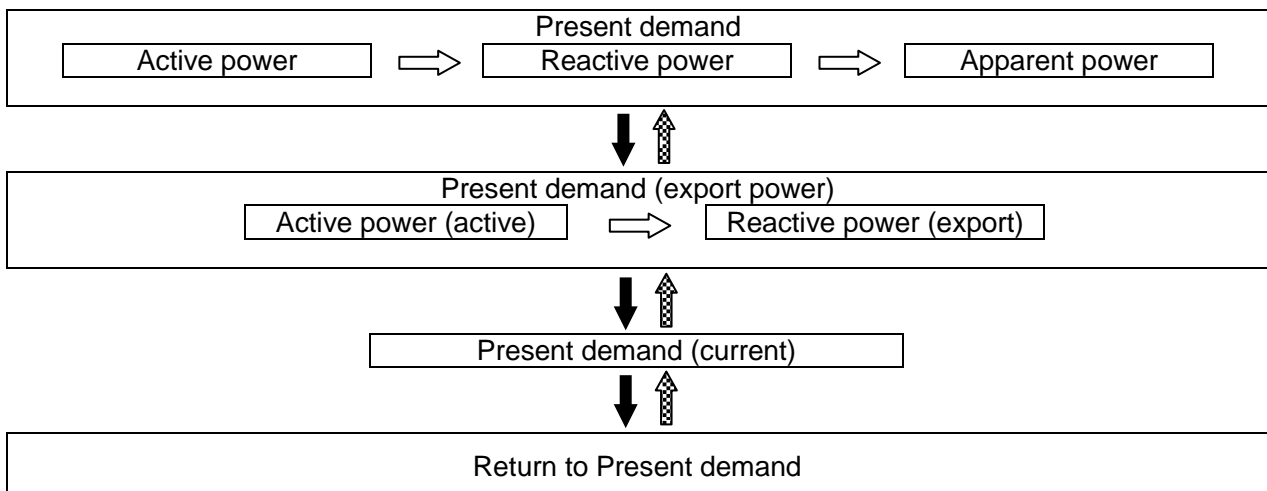 Present demand
Active power
Reactive power
Apparent power
Present demand (export power)
Active power (active)
Reactive power (export)
Present demand (current)
Return to Present demand